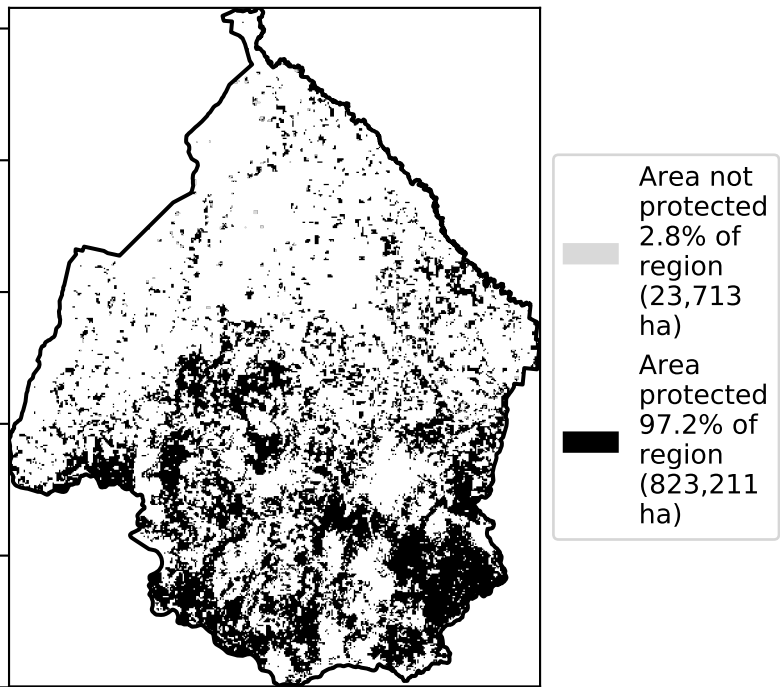 Area not
protected
2.8% of
region
(23,713
ha)
Area
protected
97.2% of
region
(823,211
ha)